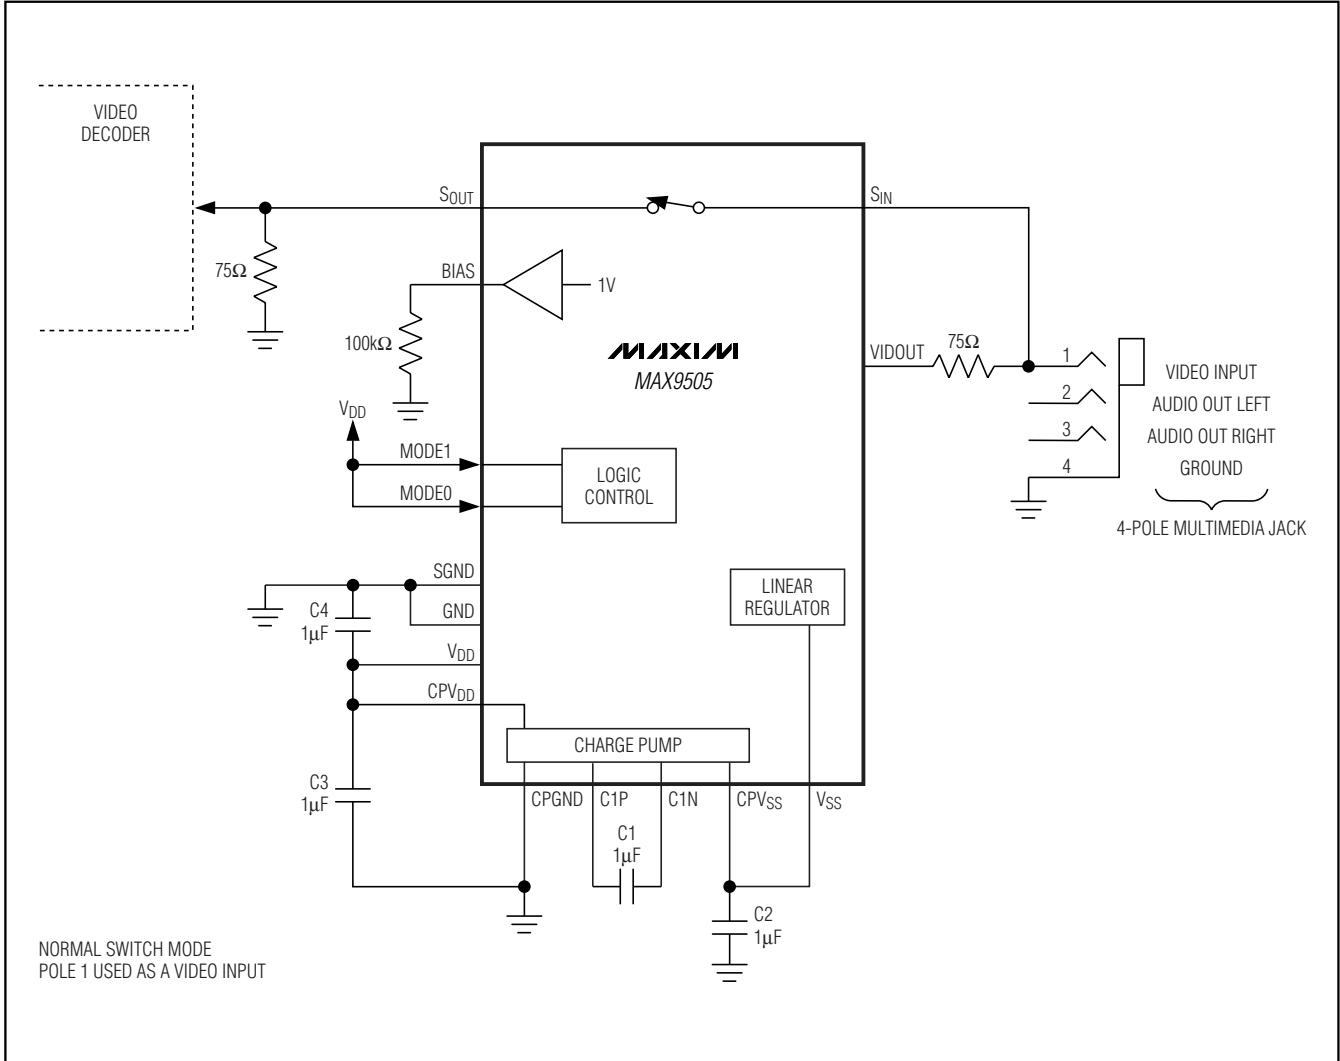 VIDEO
DECODER
SOUT
SIN
75Ω
BIAS
1V
100kΩ
MAXIM
MAX9505
VIDOUT
75Ω
1
VIDEO INPUT
2
AUDIO OUT LEFT
3
AUDIO OUT RIGHT
4
GROUND
4-POLE MULTIMEDIA JACK
VDD
MODE1
MODE0
LOGIC
CONTROL
SGND
GND
C4
1µF
VDD
CPVDD
LINEAR
REGULATOR
CHARGE PUMP
C3
1µF
CPGND
C1P
C1N
CPVSS
VSS
C1
1µF
C2
1µF
NORMAL SWITCH MODE
POLE 1 USED AS A VIDEO INPUT